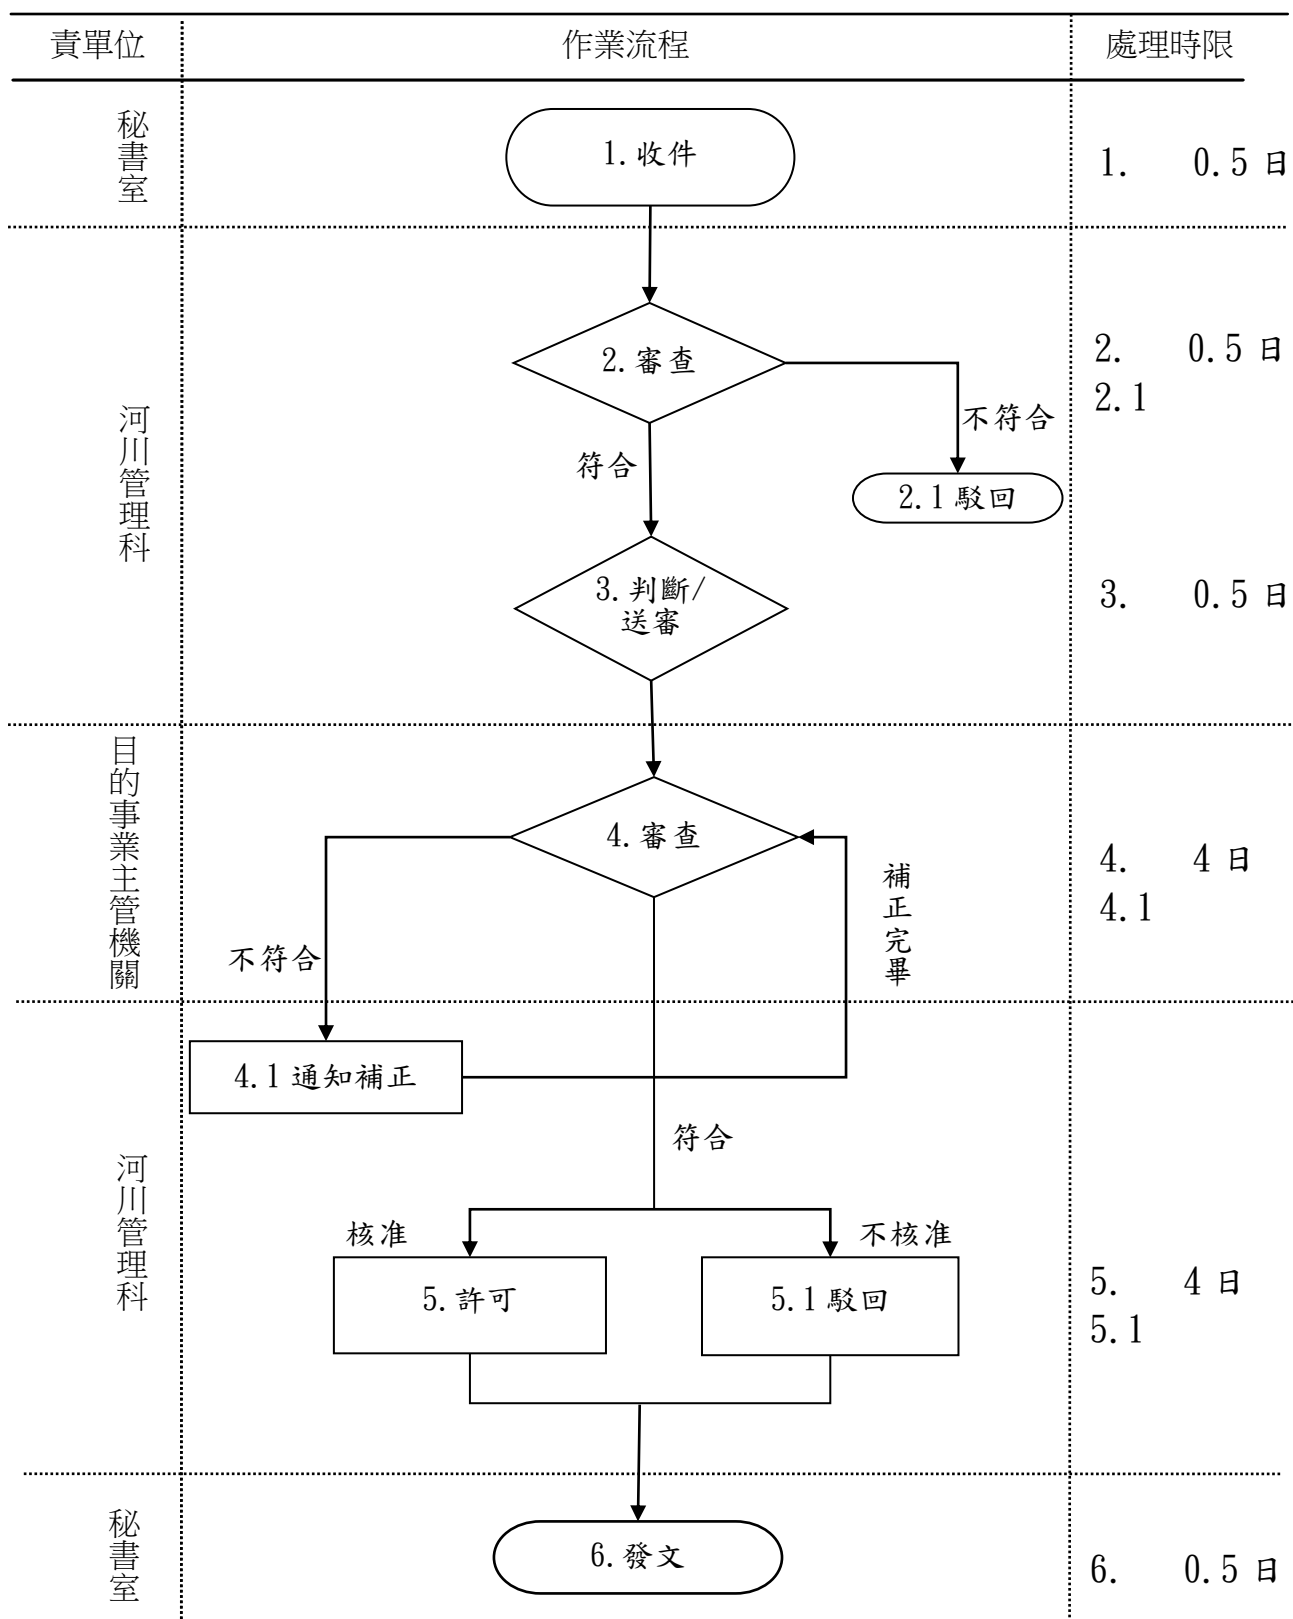 責單位
作業流程
處理時限
秘書室
1.收件
1. 0.5 日
河川管理科
2.審查
2. 0.5 日
2.1
不符合
符合
2.1 駁回
3.判斷/
送審
3. 0.5 日
目的事業主管機關
4.審查
補正完畢
4. 4 日
4.1
不符合
河川管理科
4.1 通知補正
符合
核准
不核准
5.許可
5.1 駁回
5. 4 日
5.1
秘書室
6.發文
6. 0.5 日